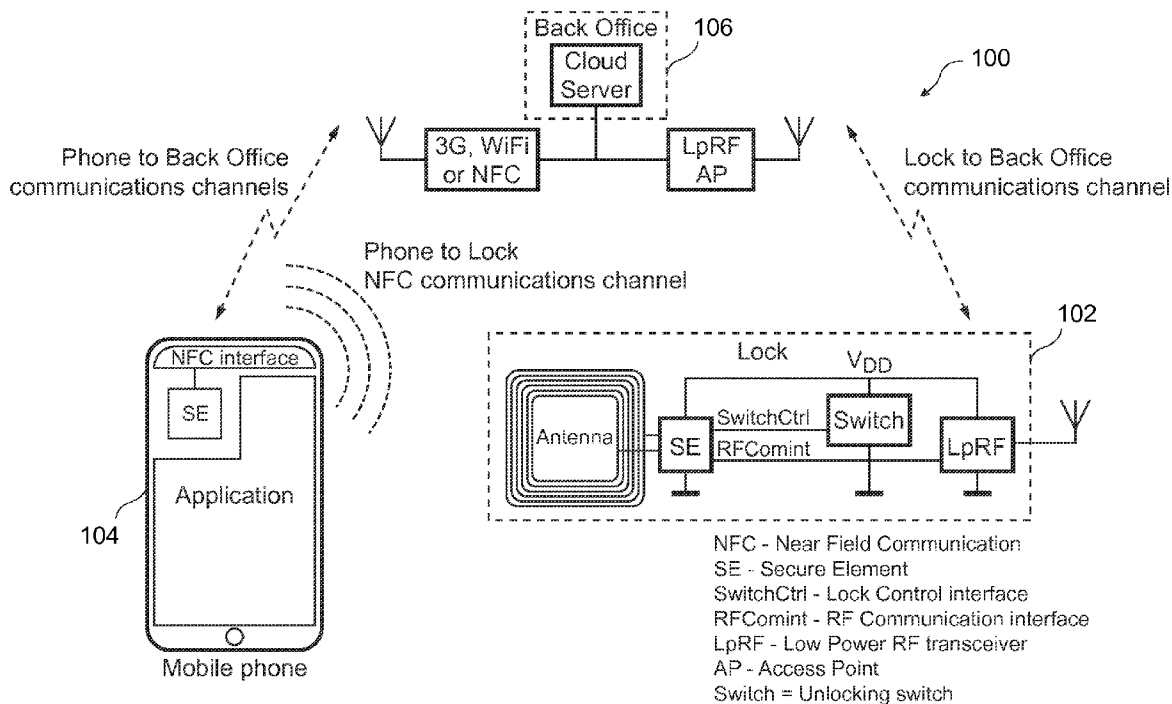 Back Office
106
Cloud
Server
100
3G, WiFi
or NFC
LpRF
AP
Phone to Back Office
communications channels
Lock to Back Office
communication channel
Phone to Lock
NFC communications channel
102
NFC interface
SE
Application
104
Mobile phone
Lock
VDD
Antenna
SE
SwitchCtrl
RFComint
Switch
LpRF
NFC - Near Field Communication
SE - Secure Element
SwitchCtrl - Lock Control interface
RFComint - RF Communication interface
LpRF - Low Power RF transceiver
AP - Access Point
Switch = Unlocking switch